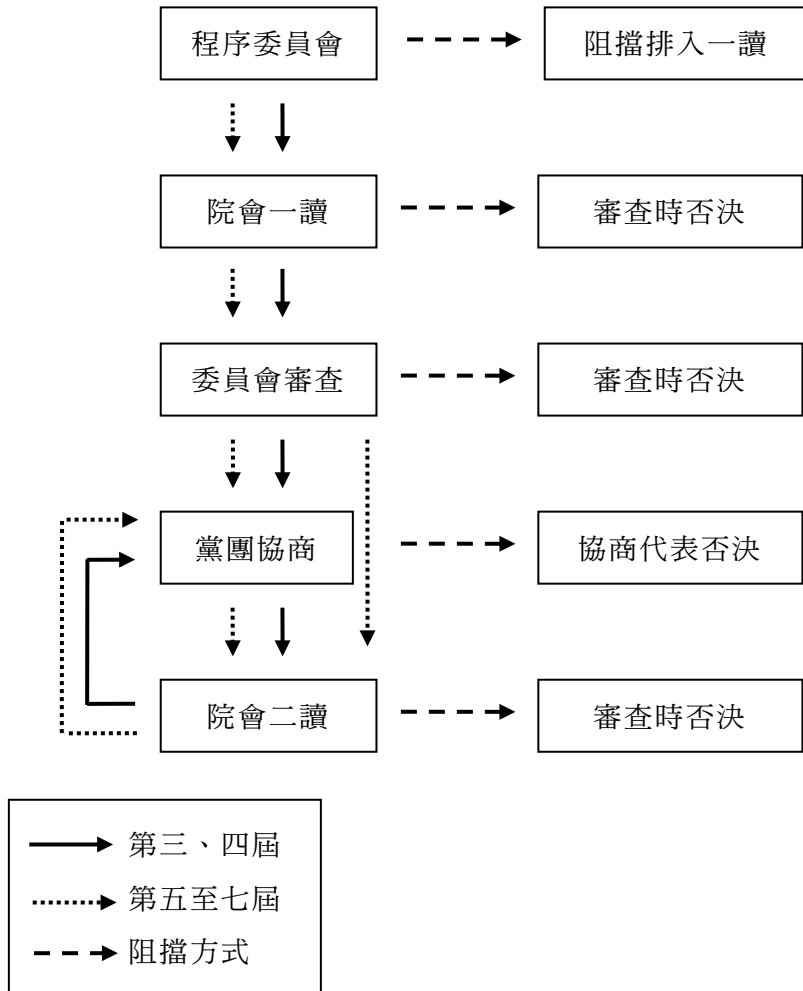 程序委員會
阻擋排入一讀
院會一讀
審查時否決
委員會審查
審查時否決
黨團協商
協商代表否決
院會二讀
審查時否決
第三、四屆
第五至七屆
阻擋方式